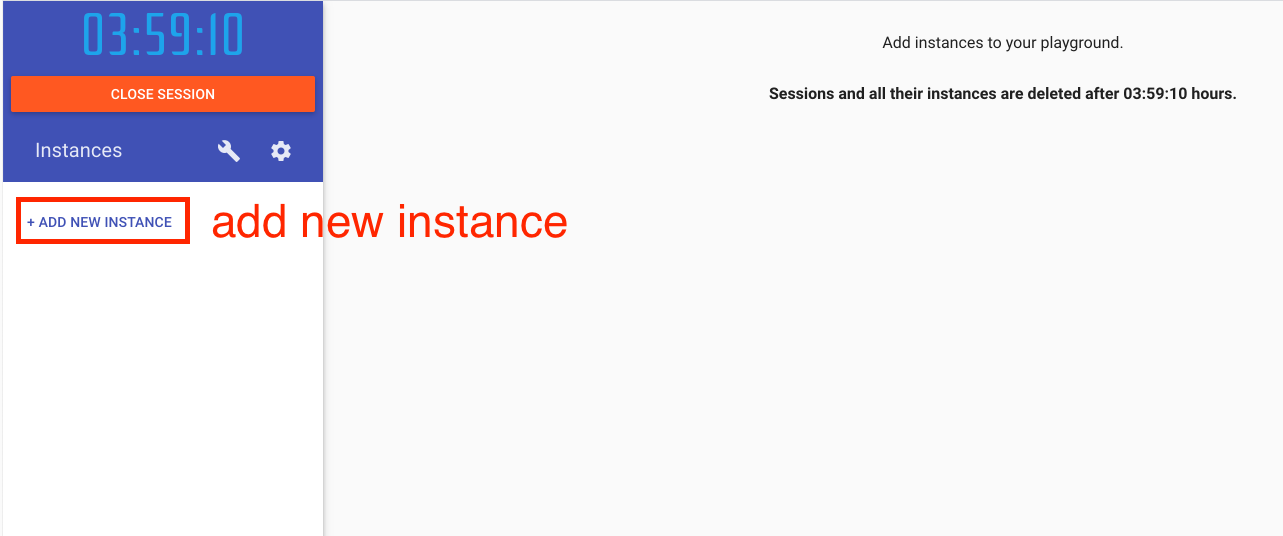 03:59:10
CLOSE SESSION
Instances
+ ADD NEW INSTANCE
add new instance
Add instances to your playground.
Sessions and all their instances are deleted after 03:59:10 hours.